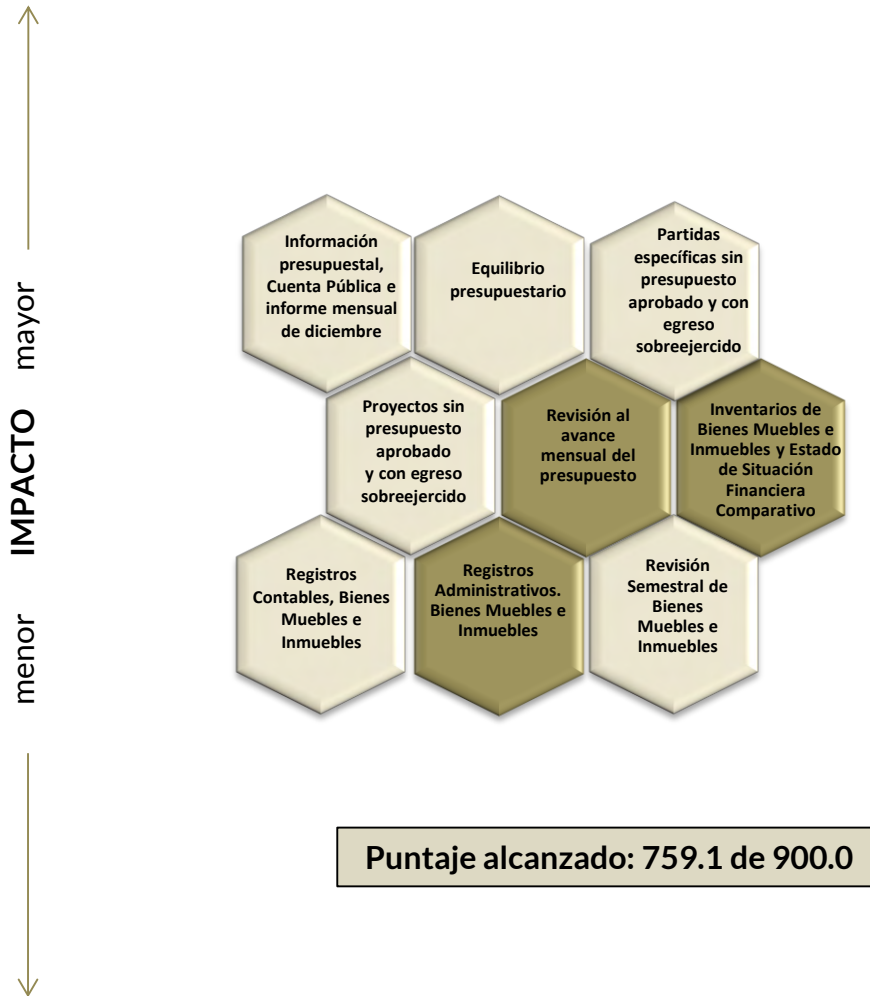 mayor
IMPACTO
menor
Información
presupuestal,
Cuenta Pública e
informe mensual
de diciembre
Equilibrio
presupuestario
Partidas
específicas sin
presupuesto
aprobado y con
egreso
sobreejercido
Proyectos sin
presupuesto
aprobado
y con egreso
sobreejercido
Revisión al
avance
mensual del
presupuesto
Inventarios de
Bienes Muebles e
Inmuebles y Estado
de Situación
Financiera
Comparativo
Registros
Contables, Bienes
Muebles e
Inmuebles
Registros
Administrativos.
Bienes Muebles e
Inmuebles
Revisión
Semestral de
Bienes
Muebles e
Inmuebles
Puntaje alcanzado: 759.1 de 900.0